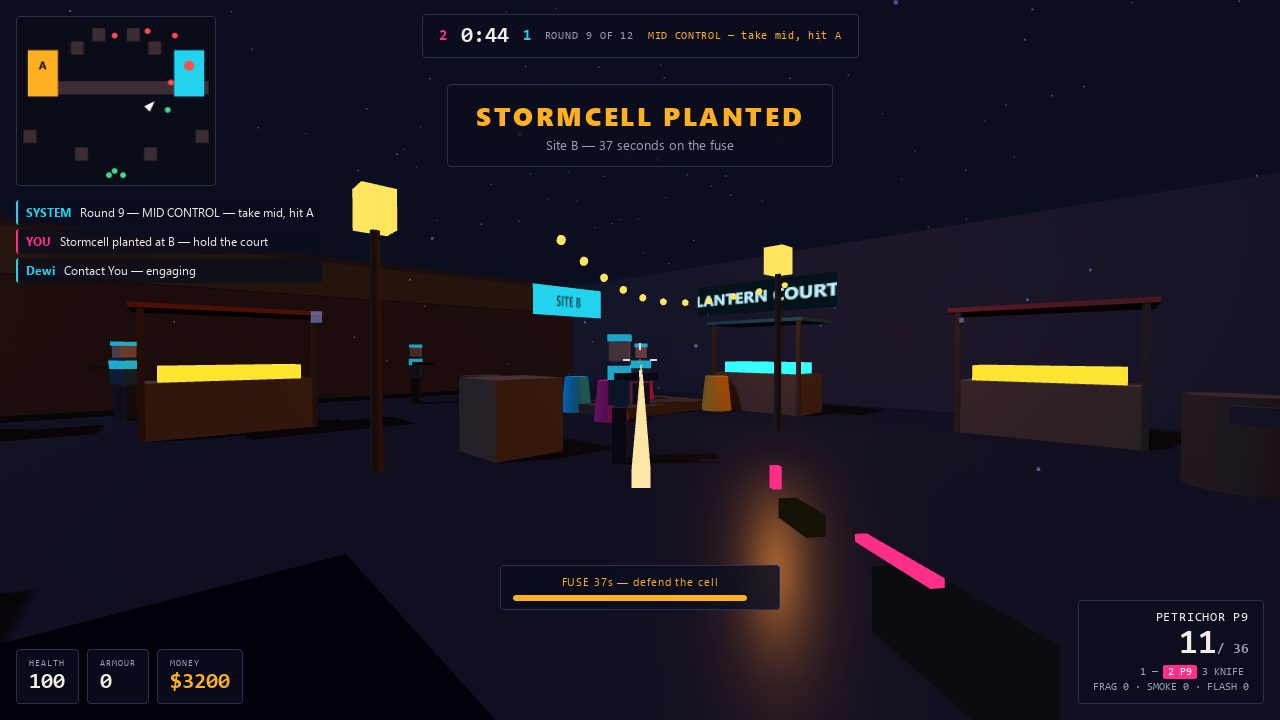 A
2 0:44 1 ROUND 9 OF 12 MID CONTROL — take mid, hit A
STORMCELL PLANTED
Site B — 37 seconds on the fuse
SYSTEM Round 9 — MID CONTROL — take mid, hit A
YOU Stormcell planted at B — hold the court
Dewi Contact You — engaging
SITE B
LANTERN COURT
FUSE 37s — defend the cell
HEALTH
100
ARMOUR
0
MONEY
$3200
PETRICHOR P9
11 / 36
1 — 2 P9 3 KNIFE
FRAG 0 · SMOKE 0 · FLASH 0